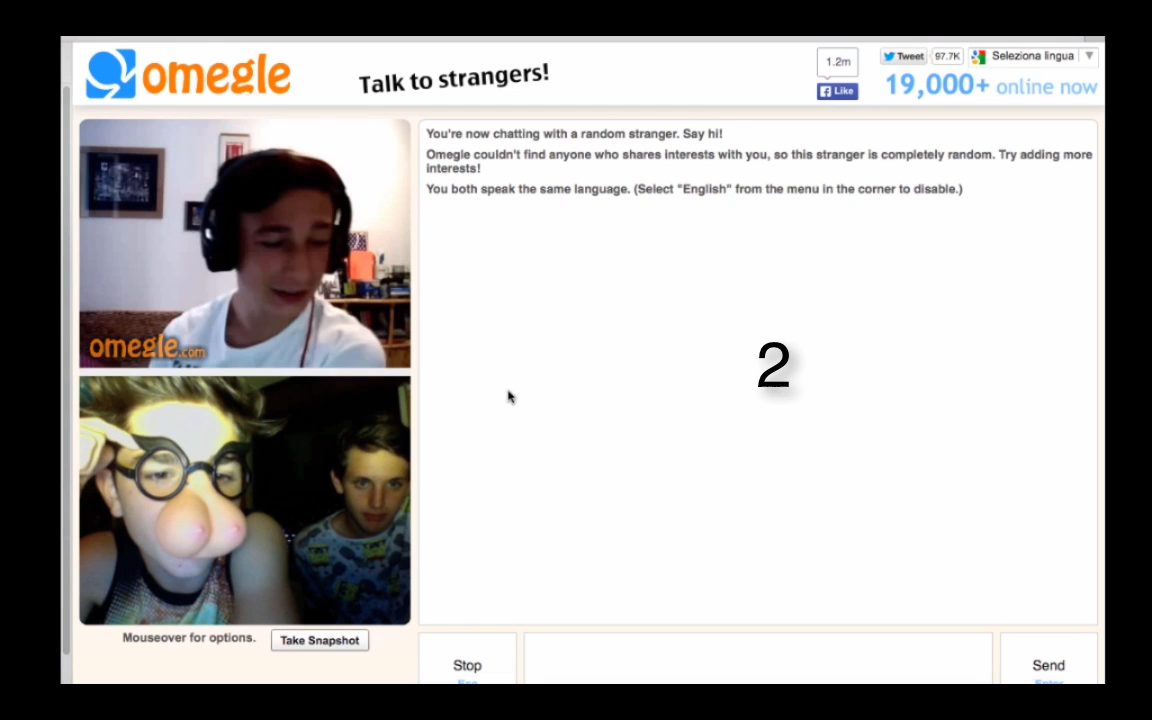 omegle
Talk to strangers!
1.2m
Like
Tweet
97.7K
Seleziona lingua
19,000+ online now
You're now chatting with a random stranger. Say hi!
Omegle couldn't find anyone who shares interests with you, so this stranger is completely random. Try adding more
interests!
You both speak the same language. (Select "English" from the menu in the corner to disable.)
omegle.com
2
Mouseover for options.
Take Snapshot
Stop
Send